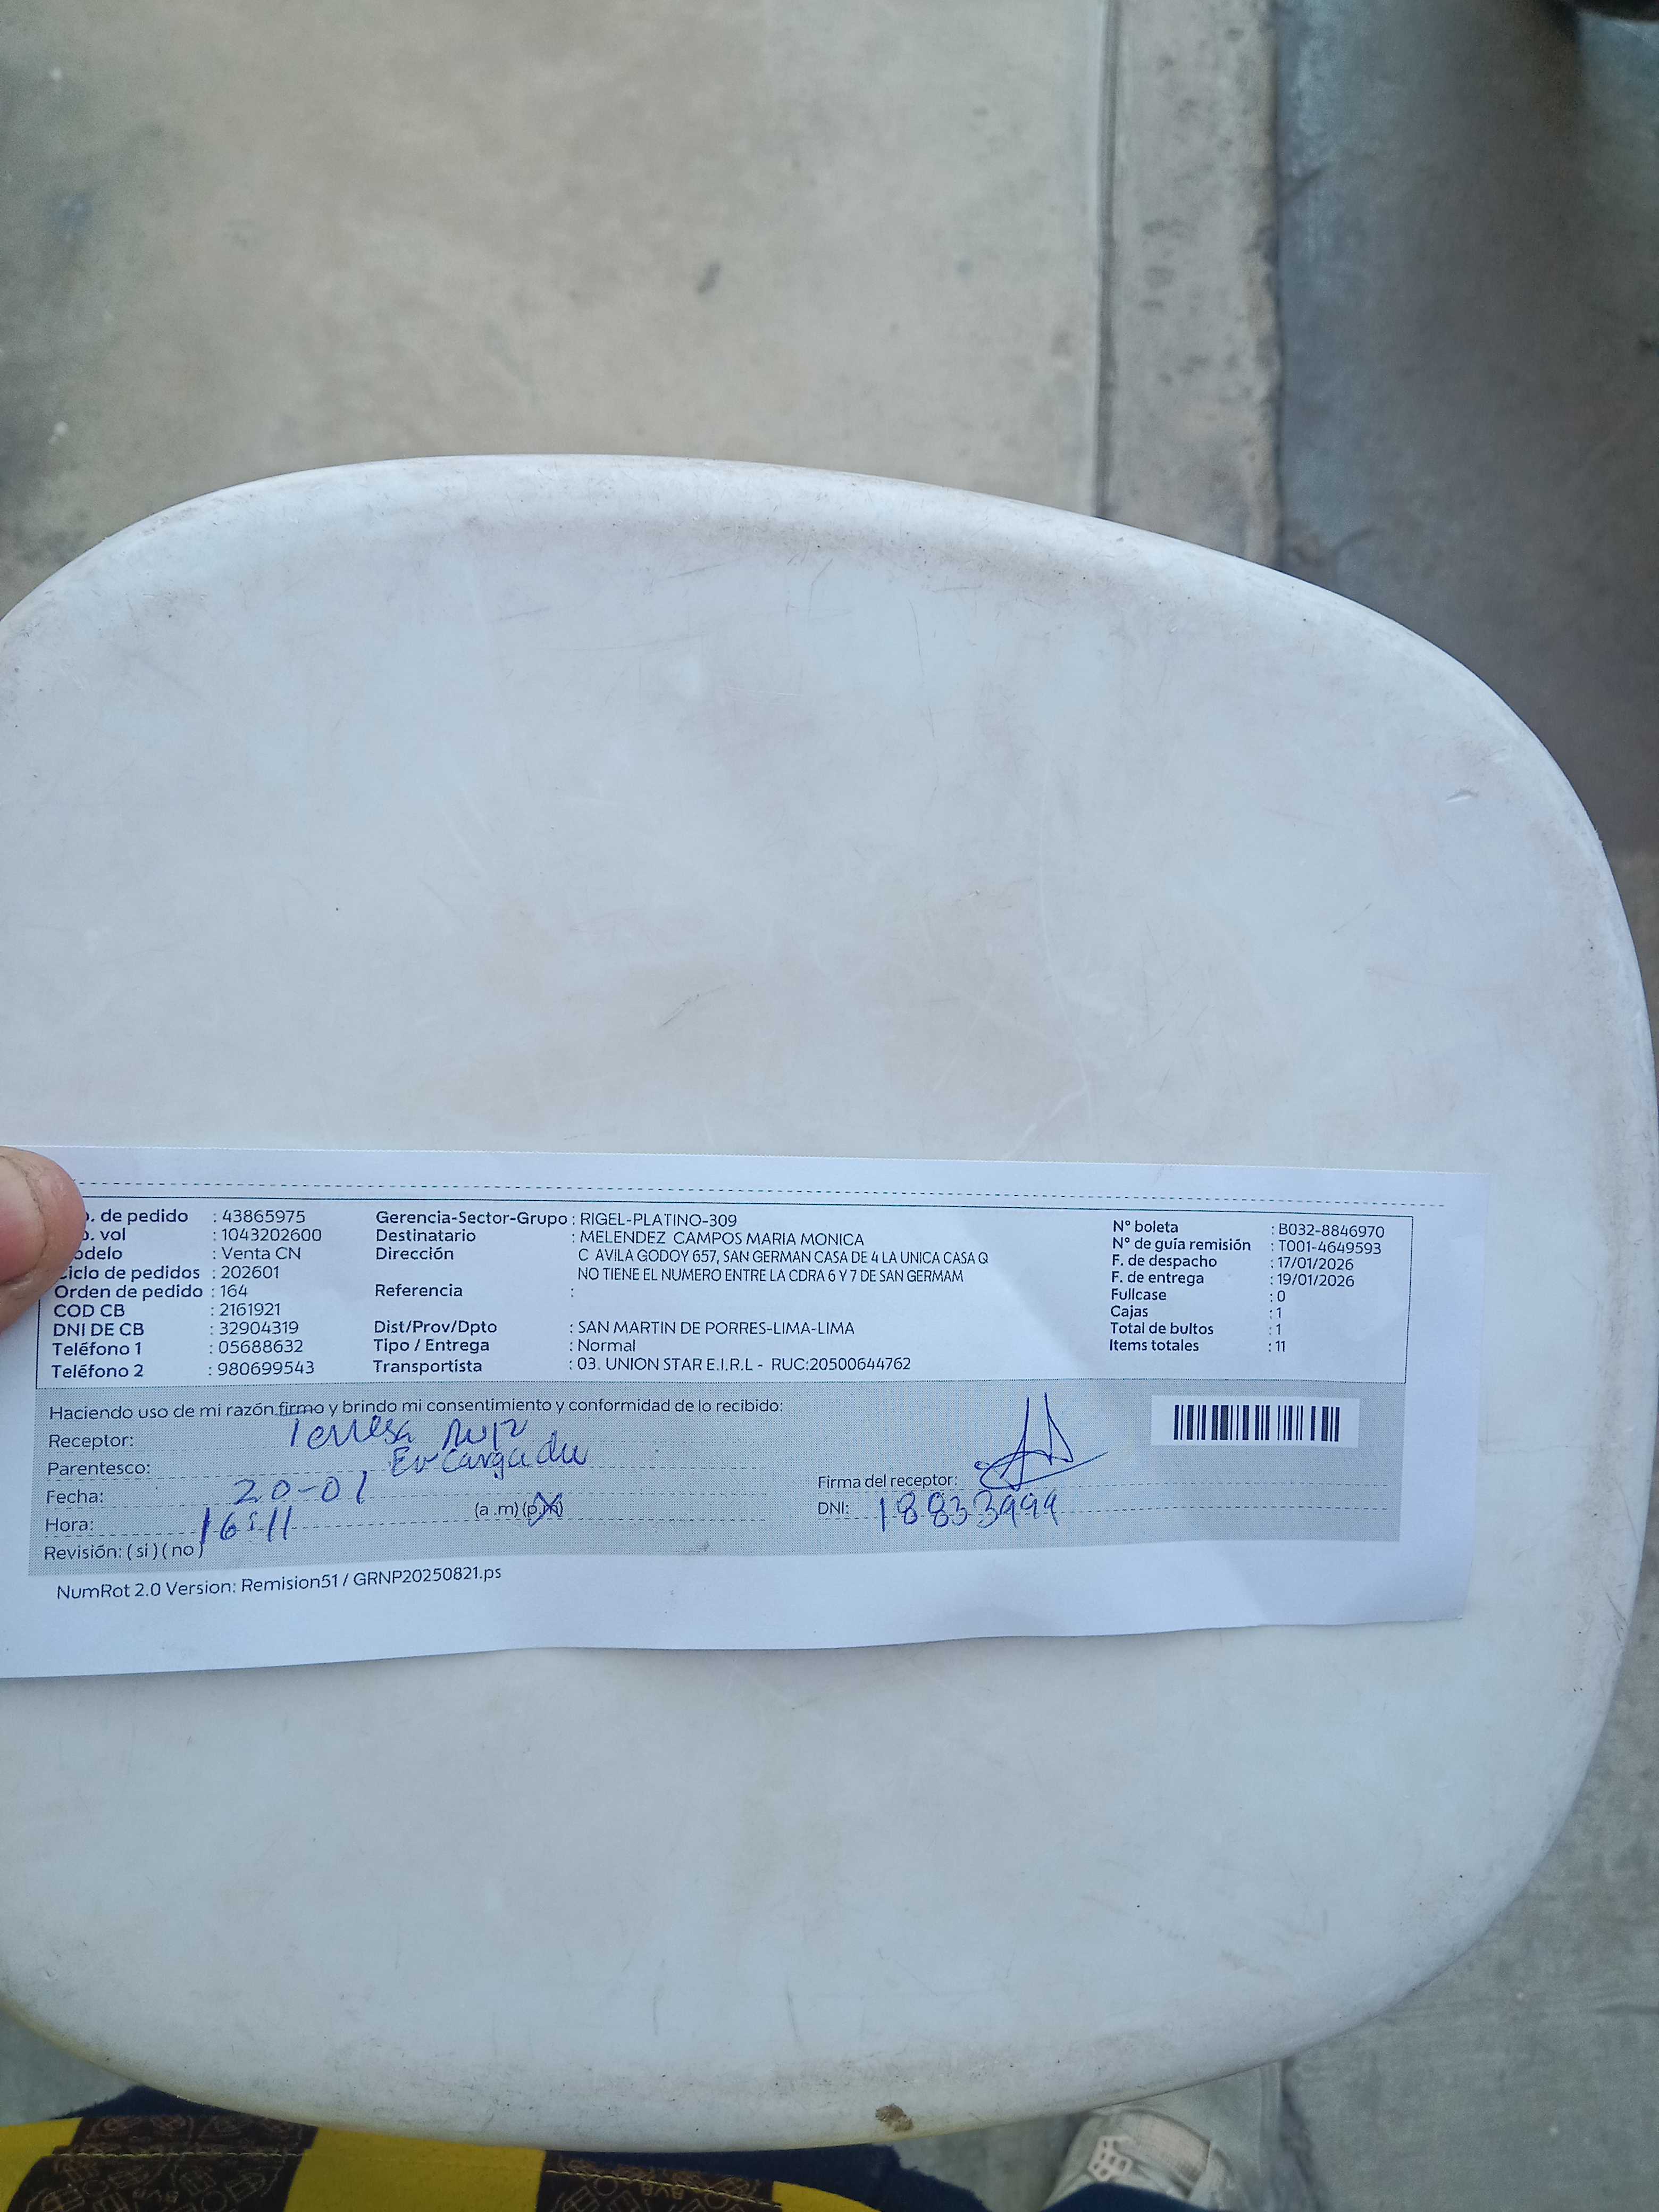 o. de pedido : 43865975 Gerencia-Sector-Grupo : RIGEL-PLATINO-309 N° boleta : B032-8846970
o. vol : 1043202600 Destinatario : MELENDEZ CAMPOS MARIA MONICA N° de guía remisión : T001-4649593
odelo : Venta CN Dirección C AVILA GODOY 657, SAN GERMAN CASA DE 4 LA UNICA CASA Q F. de despacho : 17/01/2026
Ciclo de pedidos : 202601 NO TIENE EL NUMERO ENTRE LA CDRA 6 Y 7 DE SAN GERMAM F. de entrega : 19/01/2026
Orden de pedido : 164 Referencia : Fullcase : 0
COD CB : 2161921 Cajas : 1
DNI DE CB : 32904319 Dist/Prov/Dpto : SAN MARTIN DE PORRES-LIMA-LIMA Total de bultos : 1
Teléfono 1 : 05688632 Tipo / Entrega : Normal Items totales : 11
Teléfono 2 : 980699543 Transportista : 03. UNION STAR E.I.R.L - RUC:20500644762
Haciendo uso de mi razón firmo y brindo mi consentimiento y conformidad de lo recibido:
Receptor: Teresa Ruiz
Parentesco: Encargada
Fecha: 20-01 Firma del receptor:
Hora: 16:11 (a .m) (p.m) DNI: 18833999
Revisión: ( si ) ( no )
NumRot 2.0 Version: Remision51 / GRNP20250821.ps